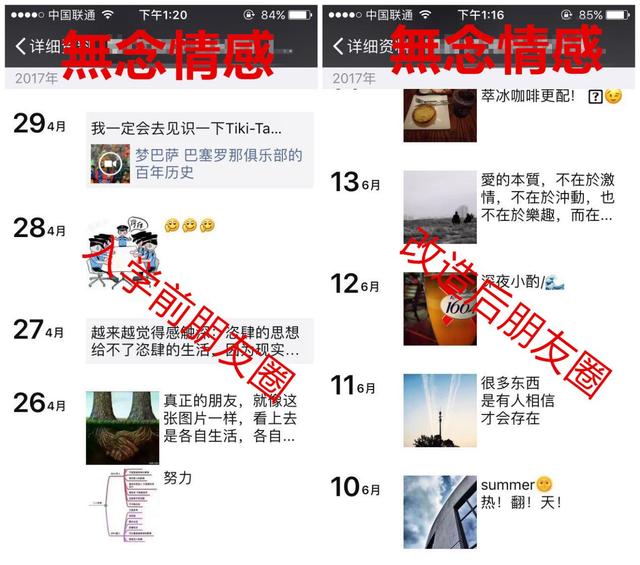 中国联通
下午1:20
84%
详细资料
無念情感
2017年
29 4月
我一定会去见识一下Tiki-Ta...
梦巴萨 巴塞罗那俱乐部的
百年历史
28 4月
27 4月
越来越觉得感触深：恣肆的思想
给不了恣肆的生活，因为现实...
26 4月
真正的朋友，就像这
张图片一样，看上去
是各自生活，各自...
努力
入学前朋友圈
中国联通
下午1:16
85%
详细资料
無念情感
2017年
萃冰咖啡更配！
13 6月
愛的本質，不在於激
情，不在於沖動，也
不在於樂趣，而在...
12 6月
深夜小酌/🌊
1664
11 6月
很多东西
是有人相信
才会存在
10 6月
summer🌞
热！翻！天！
改造后朋友圈